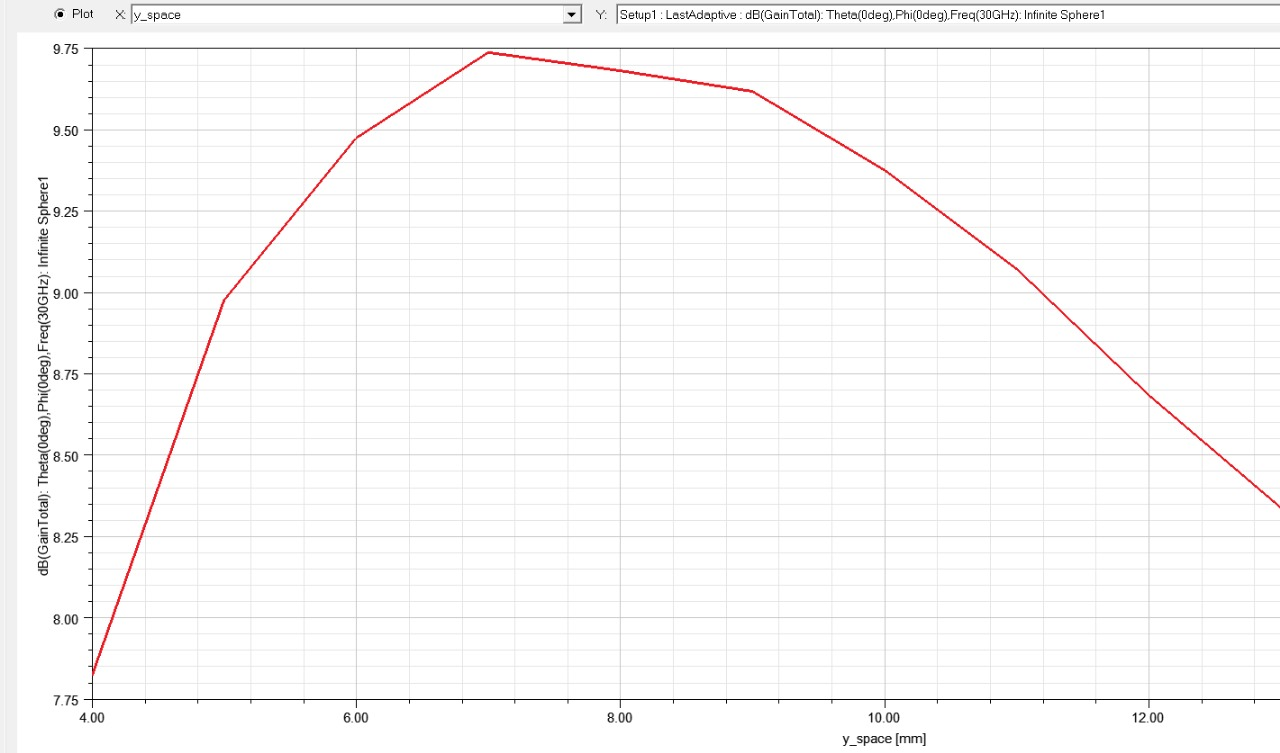 Plot X: y_space Y: Setup1 : LastAdaptive : dB(GainTotal): Theta(0deg),Phi(0deg),Freq(30GHz): Infinite Sphere1
dB(GainTotal): Theta(0deg),Phi(0deg),Freq(30GHz): Infinite Sphere1
9.75
9.50
9.25
9.00
8.75
8.50
8.25
8.00
7.75
4.00 6.00 8.00 10.00 12.00
y_space [mm]